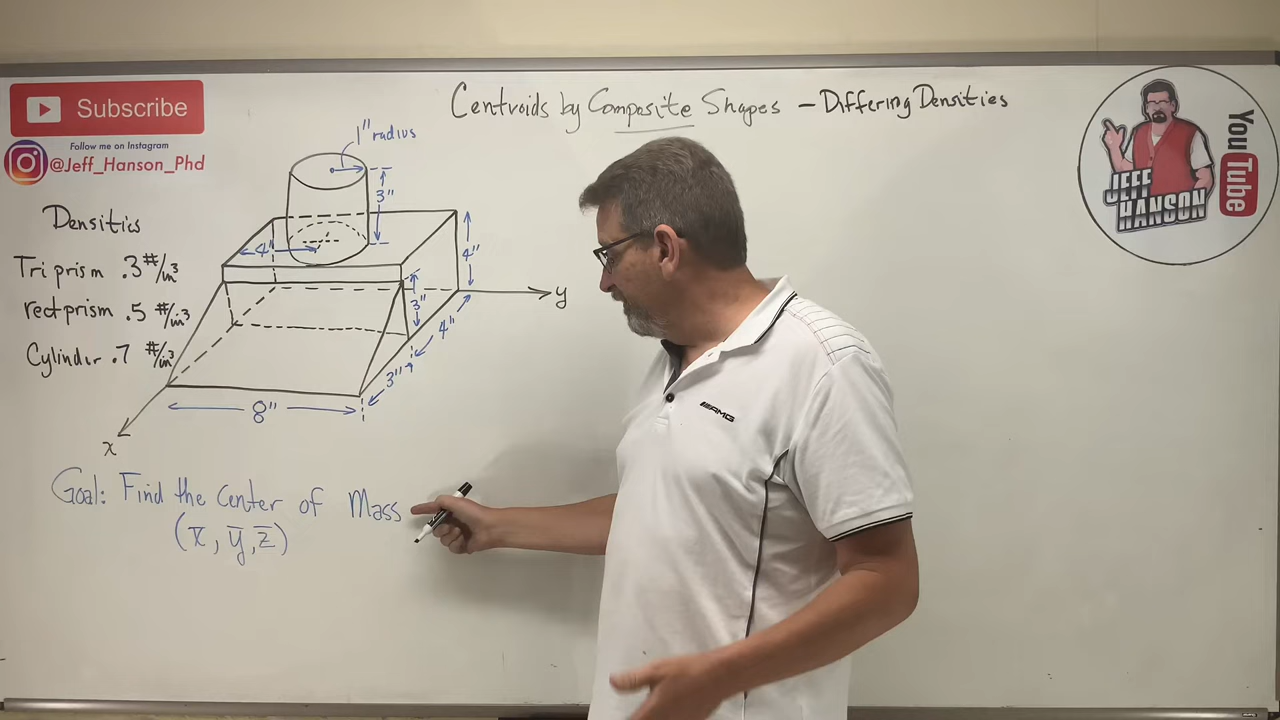 Centroids by Composite Shapes - Differing Densities
Subscribe
Follow me on Instagram
@Jeff_Hanson_Phd
YouTube
JEFF
HANSON
1" radius
3"
4"
4"
3"
y
4"
3"
8"
x
Densities
Tri prism .3 #/in³
rect prism .5 #/in³
Cylinder .7 #/in³
Goal: Find the Center of Mass
(x̄, ȳ, z̄)
AMG